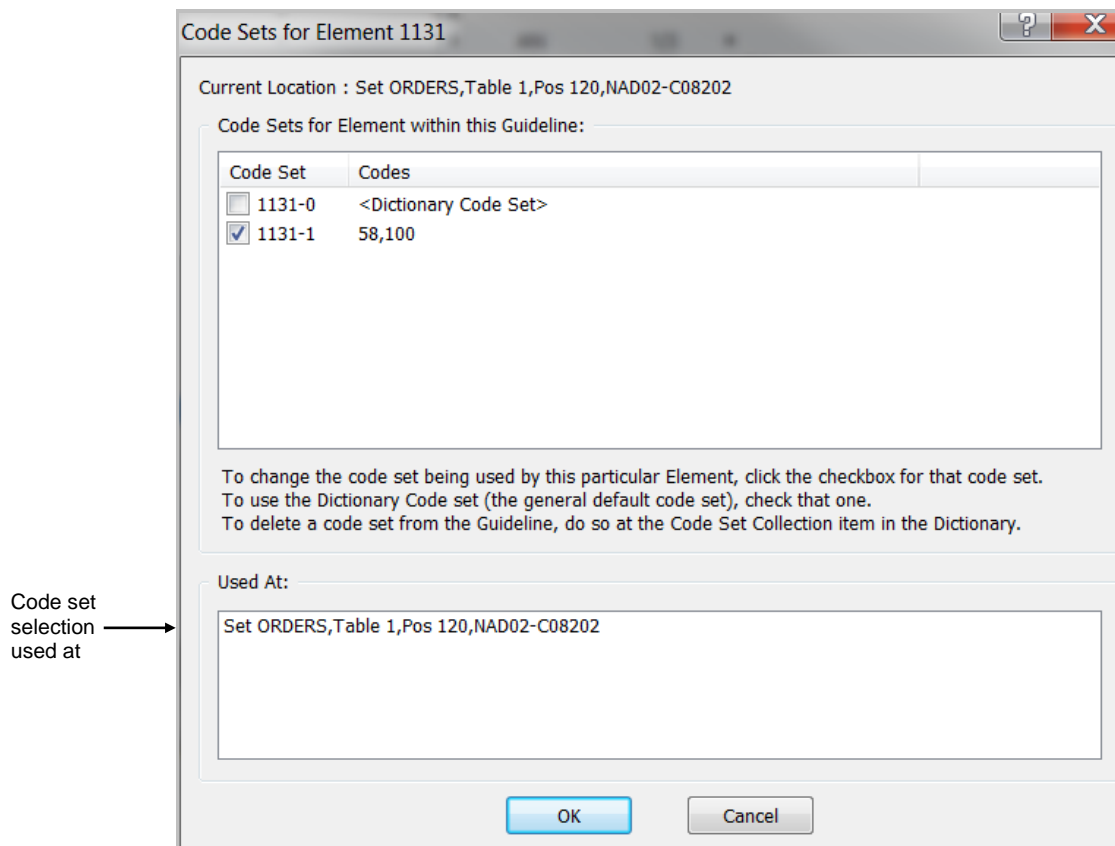 Code Sets for Element 1131
Current Location : Set ORDERS,Table 1,Pos 120,NAD02-C08202
Code Sets for Element within this Guideline:
Code Set Codes
1131-0 <Dictionary Code Set>
1131-1 58,100
To change the code set being used by this particular Element, click the checkbox for that code set.
To use the Dictionary Code set (the general default code set), check that one.
To delete a code set from the Guideline, do so at the Code Set Collection item in the Dictionary.
Used At:
Code set
selection
used at
Set ORDERS,Table 1,Pos 120,NAD02-C08202
OK Cancel